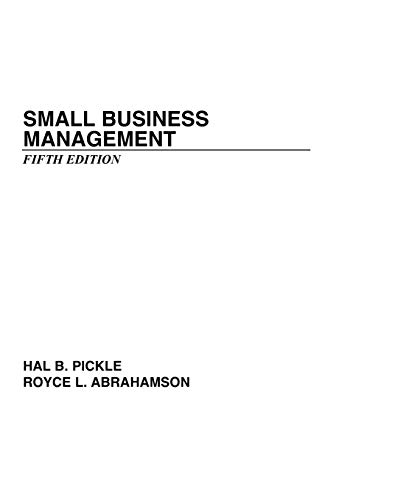 SMALL BUSINESS
MANAGEMENT
FIFTH EDITION
HAL B. PICKLE
ROYCE L. ABRAHAMSON